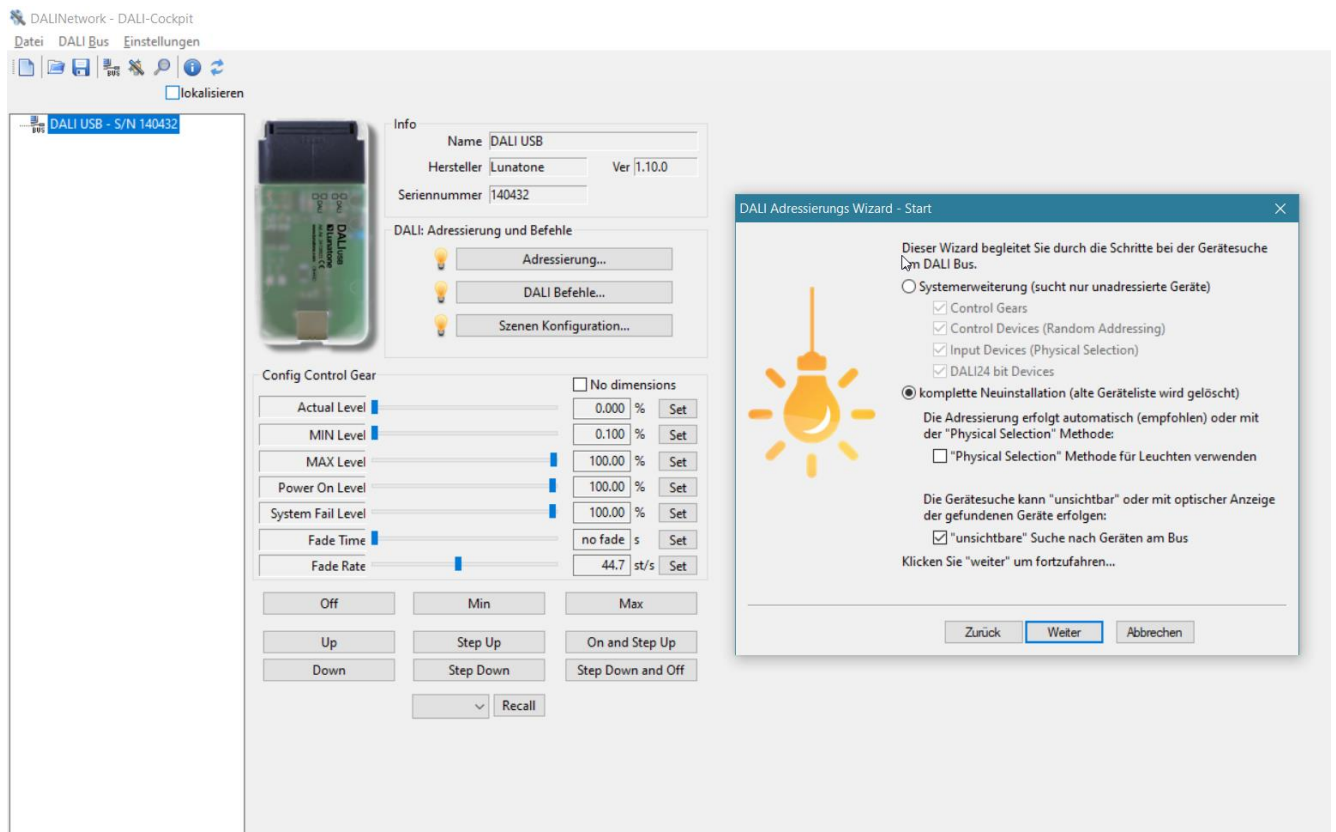 DALINetwork - DALI-Cockpit
Datei DALI Bus Einstellungen
BUS
lokalisieren
BUS DALI USB - S/N 140432
Info
Name DALI USB
Hersteller Lunatone Ver 1.10.0
Seriennummer 140432
DALI
DALI
DALI USB
Lunatone
DALI: Adressierung und Befehle
Adressierung...
DALI Befehle...
Szenen Konfiguration...
Config Control Gear
No dimensions
Actual Level 0.000 % Set
MIN Level 0.100 % Set
MAX Level 100.00 % Set
Power On Level 100.00 % Set
System Fail Level 100.00 % Set
Fade Time no fade s Set
Fade Rate 44.7 st/s Set
Off Min Max
Up Step Up On and Step Up
Down Step Down Step Down and Off
Recall
DALI Adressierungs Wizard - Start
Dieser Wizard begleitet Sie durch die Schritte bei der Gerätesuche
m DALI Bus.
Systemerweiterung (sucht nur unadressierte Geräte)
Control Gears
Control Devices (Random Addressing)
Input Devices (Physical Selection)
DALI24 bit Devices
komplette Neuinstallation (alte Geräteliste wird gelöscht)
Die Adressierung erfolgt automatisch (empfohlen) oder mit
der "Physical Selection" Methode:
"Physical Selection" Methode für Leuchten verwenden
Die Gerätesuche kann "unsichtbar" oder mit optischer Anzeige
der gefundenen Geräte erfolgen:
"unsichtbare" Suche nach Geräten am Bus
Klicken Sie "weiter" um fortzufahren...
Zurück Weiter Abbrechen